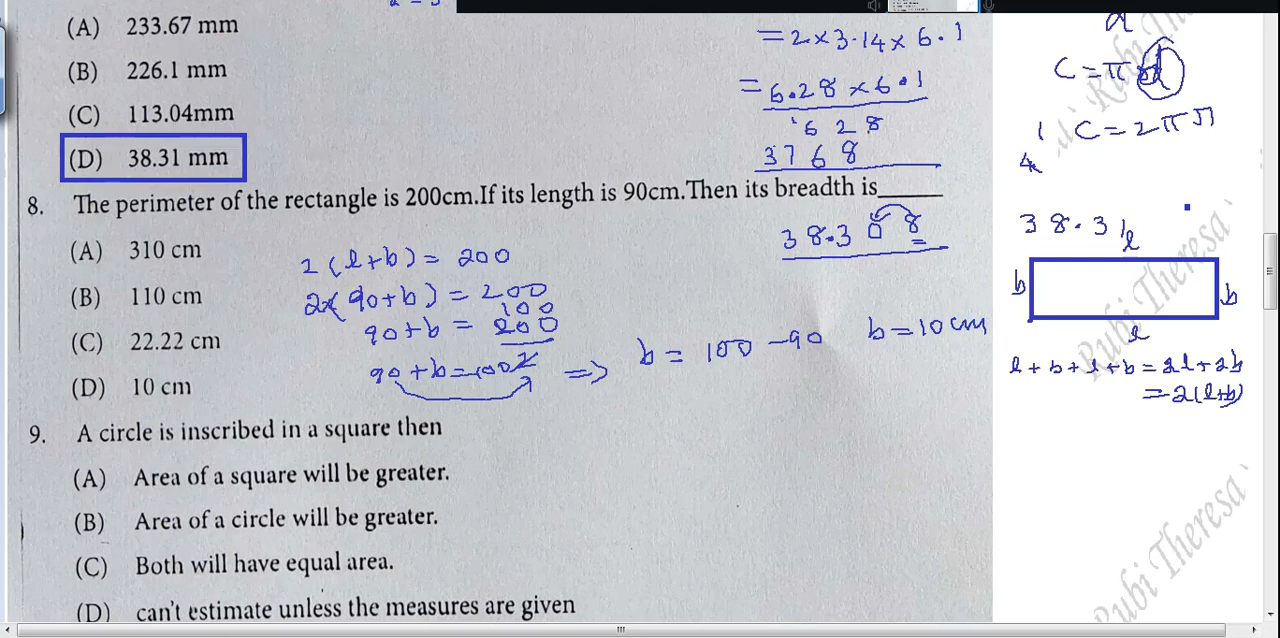 (A) 233.67 mm
(B) 226.1 mm
(C) 113.04mm
(D) 38.31 mm
= 2 × 3.14 × 6.1
= 6.28 × 6.1
628
3768
38.308
C = πd
C = 2πr
38.31
8. The perimeter of the rectangle is 200cm.If its length is 90cm.Then its breadth is_____
(A) 310 cm
(B) 110 cm
(C) 22.22 cm
(D) 10 cm
2(l+b) = 200
2×(90+b) = 200
100
90+b = 200
2
90+b=100 => b = 100-90 b=10cm
l
b b
l
l + b + l + b = 2l + 2b
= 2(l+b)
9. A circle is inscribed in a square then
(A) Area of a square will be greater.
(B) Area of a circle will be greater.
(C) Both will have equal area.
(D) can't estimate unless the measures are given
Rubi Theresa
Rubi Theresa
Rubi Theresa